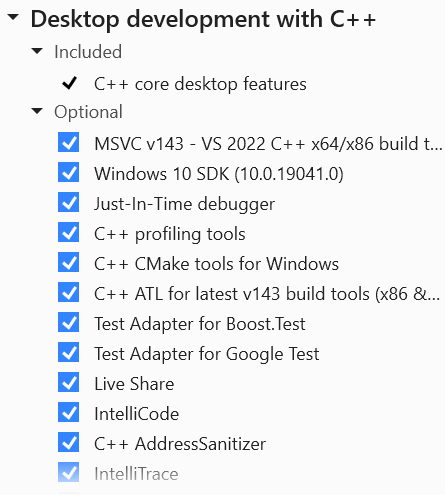 Desktop development with C++
Included
C++ core desktop features
Optional
MSVC v143 - VS 2022 C++ x64/x86 build t...
Windows 10 SDK (10.0.19041.0)
Just-In-Time debugger
C++ profiling tools
C++ CMake tools for Windows
C++ ATL for latest v143 build tools (x86 &...
Test Adapter for Boost.Test
Test Adapter for Google Test
Live Share
IntelliCode
C++ AddressSanitizer
IntelliTrace